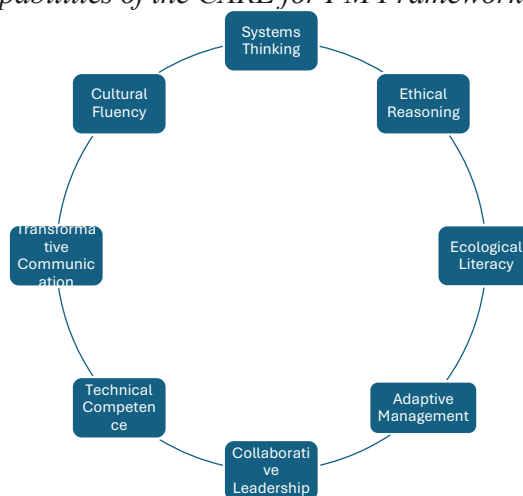 pabilities of the CARE for PM Framework
Systems
Thinking
Ethical
Reasoning
Ecological
Literacy
Adaptive
Management
Collaborati
ve
Leadership
Technical
Competen
ce
Transforma
tive
Communic
ation
Cultural
Fluency